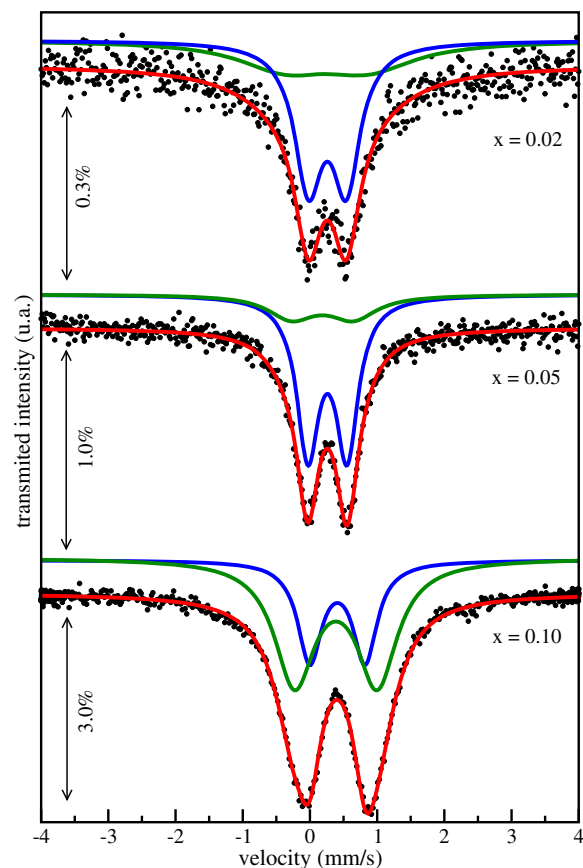 x = 0.02
0.3%
x = 0.05
1.0%
x = 0.10
3.0%
transmited intensity (u.a.)
-4 -3 -2 -1 0 1 2 3 4
velocity (mm/s)